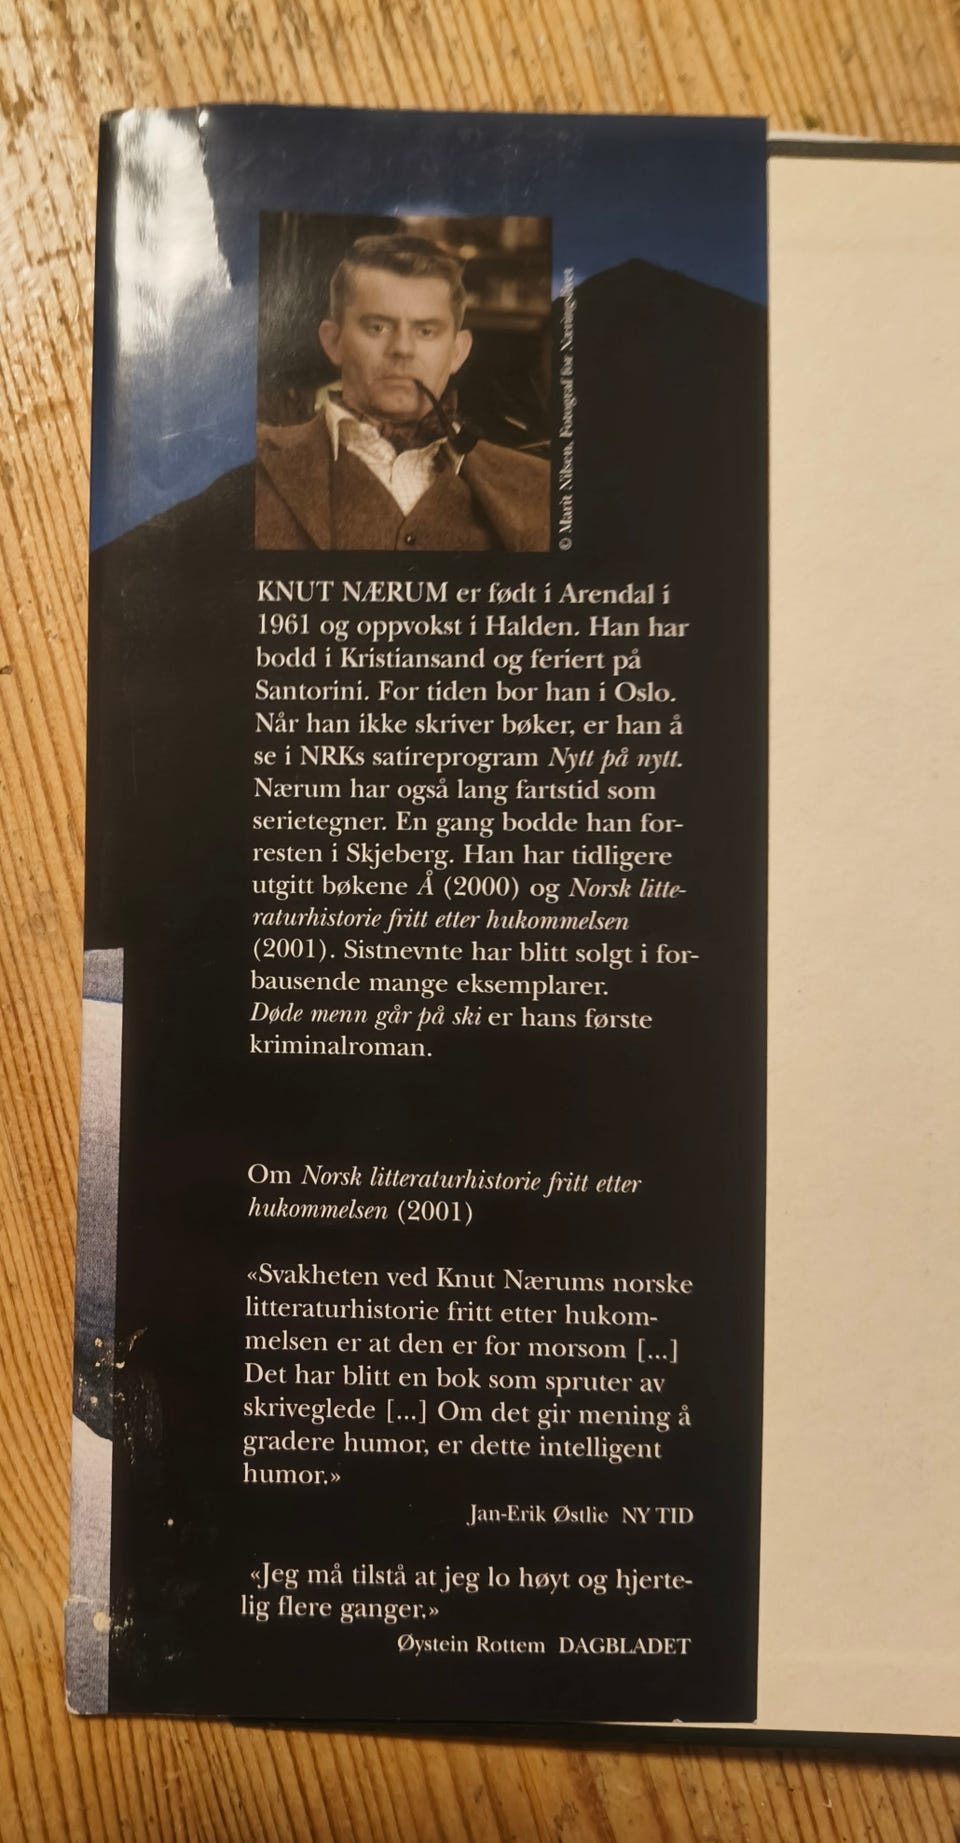 © Marit Nilsen, Fotograf for Næringslivet
KNUT NÆRUM er født i Arendal i
1961 og oppvokst i Halden. Han har
bodd i Kristiansand og feriert på
Santorini. For tiden bor han i Oslo.
Når han ikke skriver bøker, er han å
se i NRKs satireprogram Nytt på nytt.
Nærum har også lang fartstid som
serietegner. En gang bodde han for-
resten i Skjeberg. Han har tidligere
utgitt bøkene Å (2000) og Norsk litte-
raturhistorie fritt etter hukommelsen
(2001). Sistnevnte har blitt solgt i for-
bausende mange eksemplarer.
Døde menn går på ski er hans første
kriminalroman.
Om Norsk litteraturhistorie fritt etter
hukommelsen (2001)
«Svakheten ved Knut Nærums norske
litteraturhistorie fritt etter hukom-
melsen er at den er for morsom [...]
Det har blitt en bok som spruter av
skriveglede [...] Om det gir mening å
gradere humor, er dette intelligent
humor.»
Jan-Erik Østlie NY TID
«Jeg må tilstå at jeg lo høyt og hjerte-
lig flere ganger.»
Øystein Rottem DAGBLADET